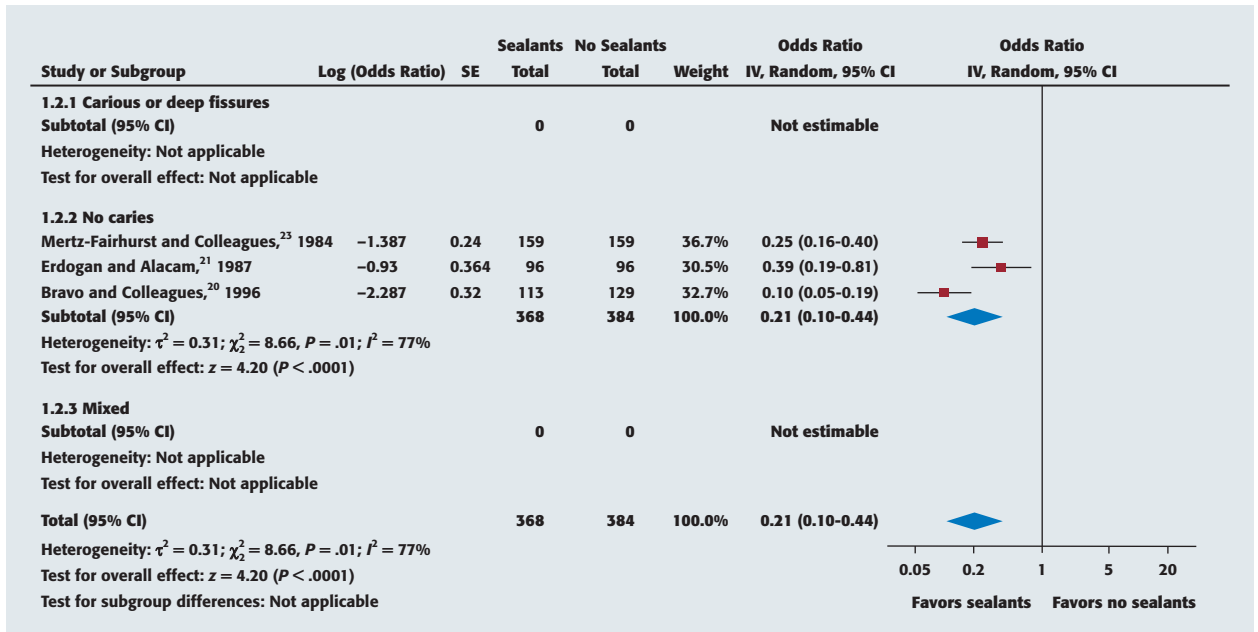 Sealants No Sealants Odds Ratio Odds Ratio
Study or Subgroup Log (Odds Ratio) SE Total Total Weight IV, Random, 95% CI IV, Random, 95% CI
1.2.1 Carious or deep fissures
Subtotal (95% CI) 0 0 Not estimable
Heterogeneity: Not applicable
Test for overall effect: Not applicable
1.2.2 No caries
Mertz-Fairhurst and Colleagues,²³ 1984 −1.387 0.24 159 159 36.7% 0.25 (0.16-0.40)
Erdogan and Alacam,²¹ 1987 −0.93 0.364 96 96 30.5% 0.39 (0.19-0.81)
Bravo and Colleagues,²⁰ 1996 −2.287 0.32 113 129 32.7% 0.10 (0.05-0.19)
Subtotal (95% CI) 368 384 100.0% 0.21 (0.10-0.44)
Heterogeneity: τ² = 0.31; χ²₂ = 8.66, P = .01; I² = 77%
Test for overall effect: z = 4.20 (P < .0001)
1.2.3 Mixed
Subtotal (95% CI) 0 0 Not estimable
Heterogeneity: Not applicable
Test for overall effect: Not applicable
Total (95% CI) 368 384 100.0% 0.21 (0.10-0.44)
Heterogeneity: τ² = 0.31; χ²₂ = 8.66, P = .01; I² = 77%
Test for overall effect: z = 4.20 (P < .0001)
Test for subgroup differences: Not applicable
0.05 0.2 1 5 20
Favors sealants Favors no sealants